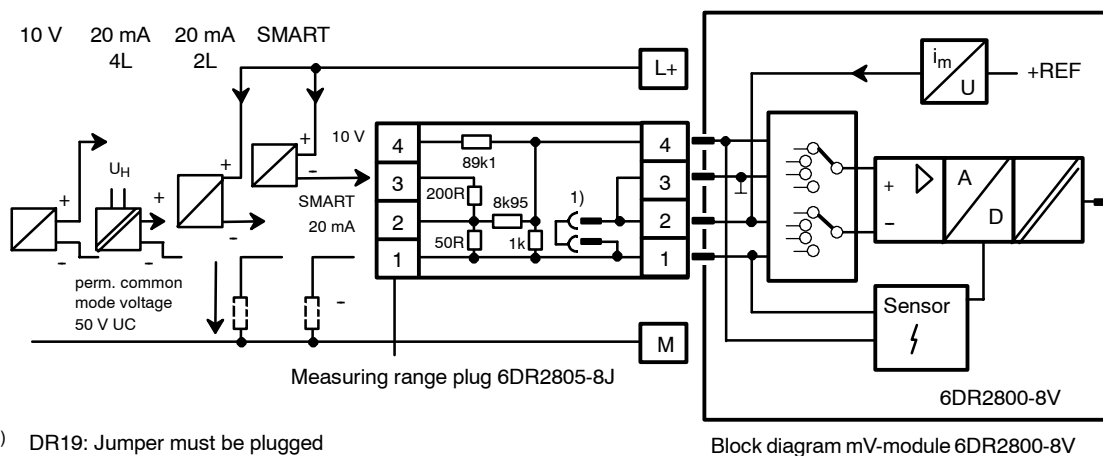 10 V 20 mA 20 mA SMART
4L 2L
L+
im
U
+REF
UH
+
-
+
-
+
-
+
-
10 V
SMART
20 mA
-
4
3
2
1
89k1
200R
8k95
50R
1k
1)
4
3
2
1
+
-
A
D
perm. common
mode voltage
50 V UC
Sensor
M
Measuring range plug 6DR2805-8J
6DR2800-8V
) DR19: Jumper must be plugged
Block diagram mV-module 6DR2800-8V